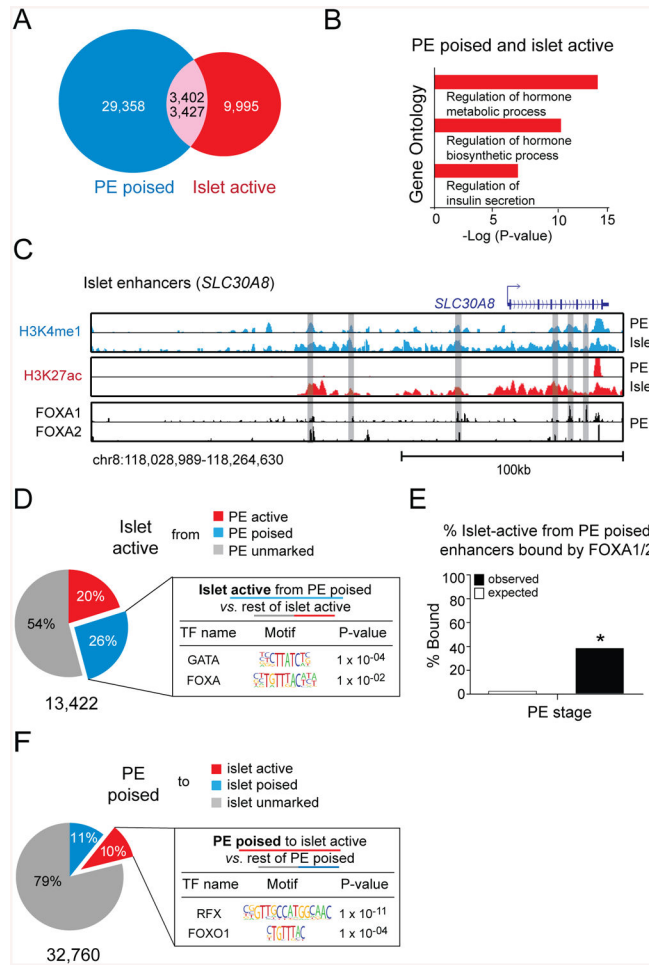 A
29,358
3,402
3,427
9,995
PE poised
Islet active
B
PE poised and islet active
Gene Ontology
Regulation of hormone
metabolic process
Regulation of hormone
biosynthetic process
Regulation of
insulin secretion
0 5 10 15
-Log (P-value)
C
Islet enhancers (SLC30A8)
SLC30A8
H3K4me1
PE
Isle
H3K27ac
PE
Isle
FOXA1
FOXA2
PE
chr8:118,028,989-118,264,630
100kb
D
Islet
active
from
PE active
PE poised
PE unmarked
20%
26%
54%
13,422
Islet active from PE poised
vs. rest of islet active
TF name Motif P-value
GATA CTTATCT 1 x 10-04
FOXA TGTTTAC 1 x 10-02
E
% Islet-active from PE poised
enhancers bound by FOXA1/2
observed
expected
% Bound
100
80
60
40
20
0
*
PE stage
F
PE
poised
to
islet active
islet poised
islet unmarked
11%
10%
79%
32,760
PE poised to islet active
vs. rest of PE poised
TF name Motif P-value
RFX GTTGCCATGGCAAC 1 x 10-11
FOXO1 CTGTTTAC 1 x 10-04